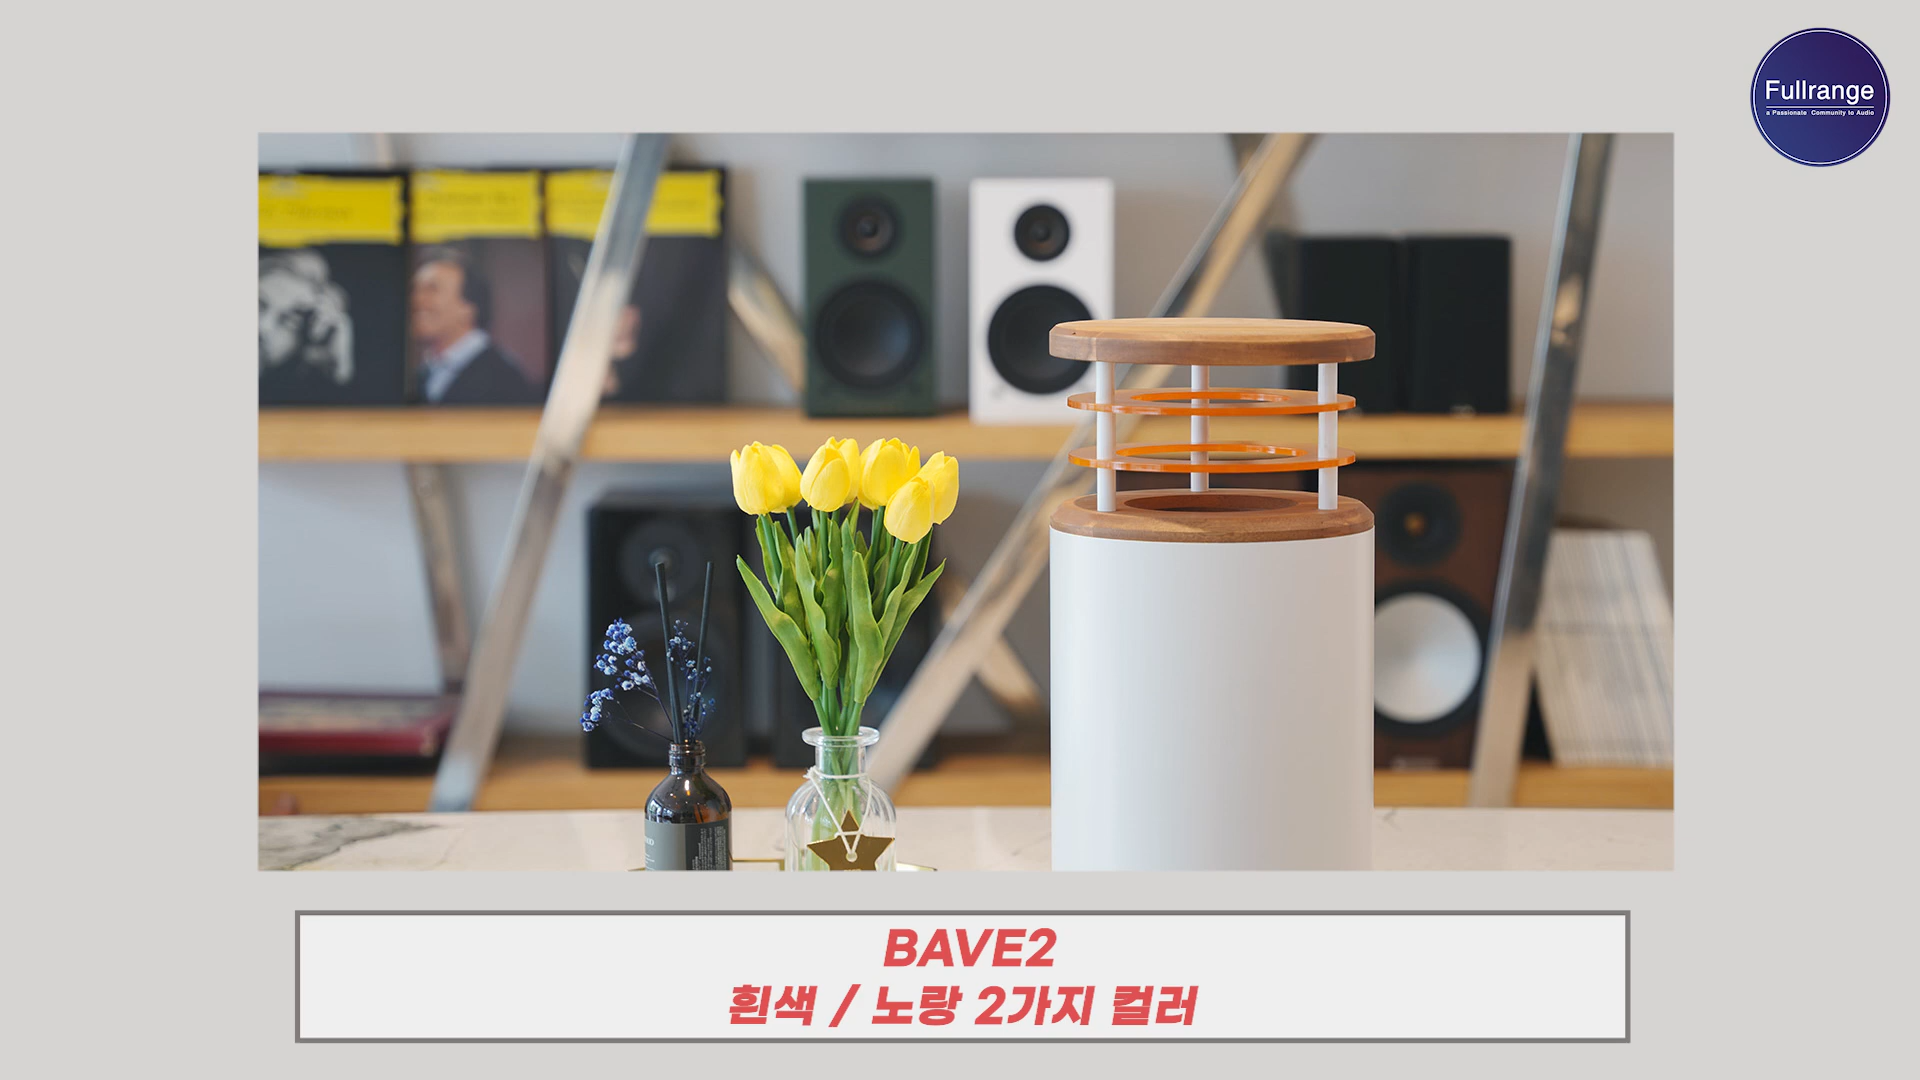 Fullrange
a Passionate Community to Audio
BAVE2
흰색 / 노랑 2가지 컬러